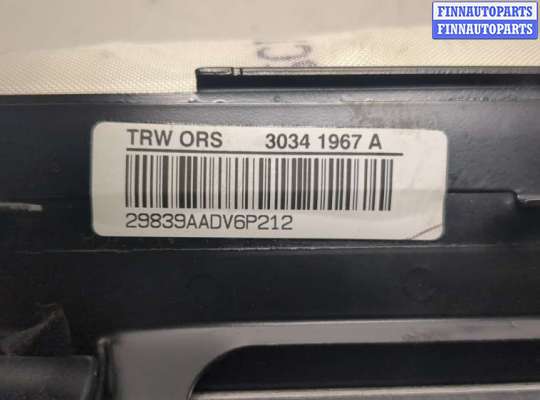 FINNAUTOPARTS
FINNAUTOPARTS
TRW ORS 3034 1967 A
29839AADV6P212